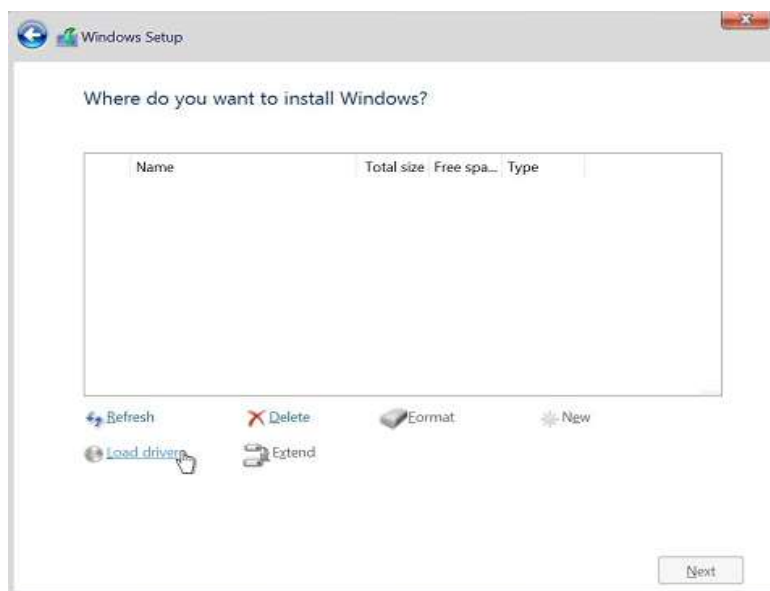 Windows Setup
Where do you want to install Windows?
Name Total size Free spa... Type
Refresh Delete Format New
Load driver Extend
Next